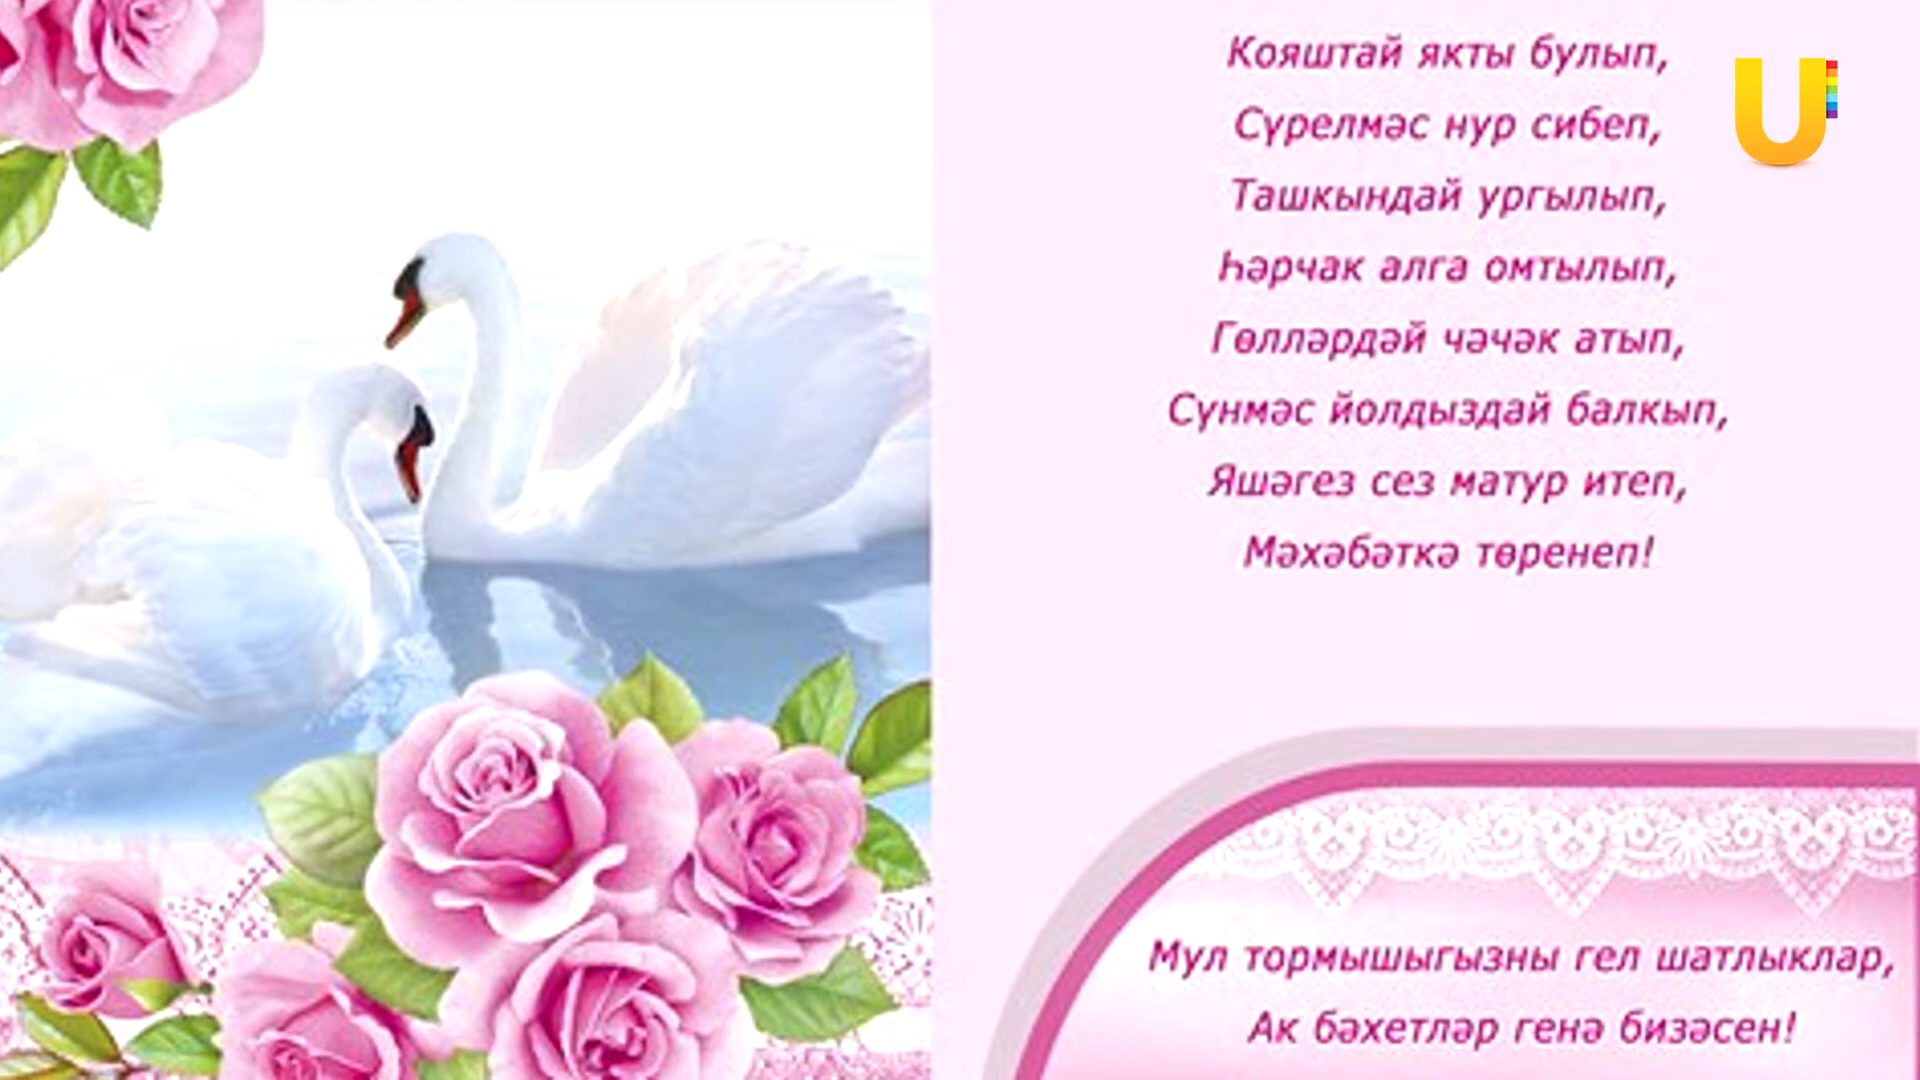 Кояштай якты булып,
Сүрелмәс нур сибеп,
Ташкындай ургылып,
Һәрчак алга омтылып,
Гөлләрдәй чәчәк атып,
Сүнмәс йолдыздай балкып,
Яшәгез сез матур итеп,
Мәхәбәткә төренеп!
U
Мул тормышыгызны гел шатлыклар,
Ак бәхетләр генә бизәсен!